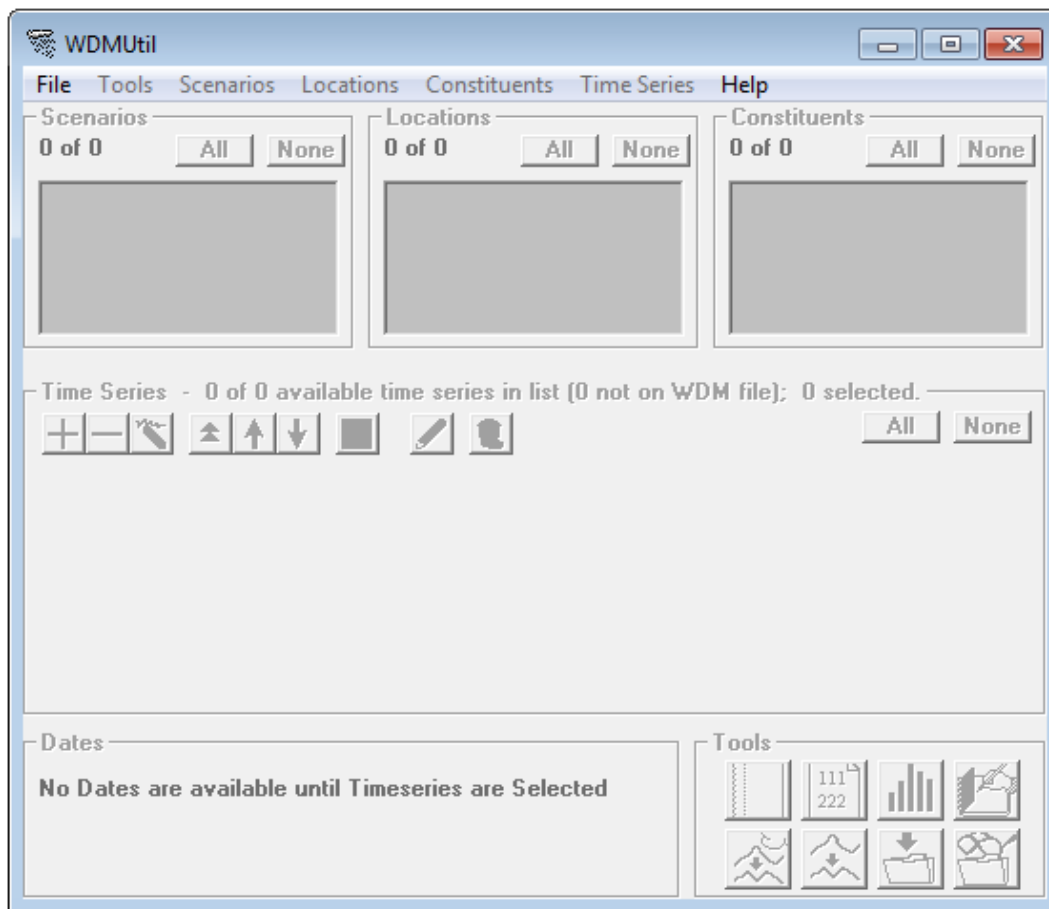 WDMUtil
File Tools Scenarios Locations Constituents Time Series Help
Scenarios Locations Constituents
0 of 0 All None 0 of 0 All None 0 of 0 All None
Time Series - 0 of 0 available time series in list (0 not on WDM file); 0 selected.
All None
Dates
No Dates are available until Timeseries are Selected
Tools
111
222